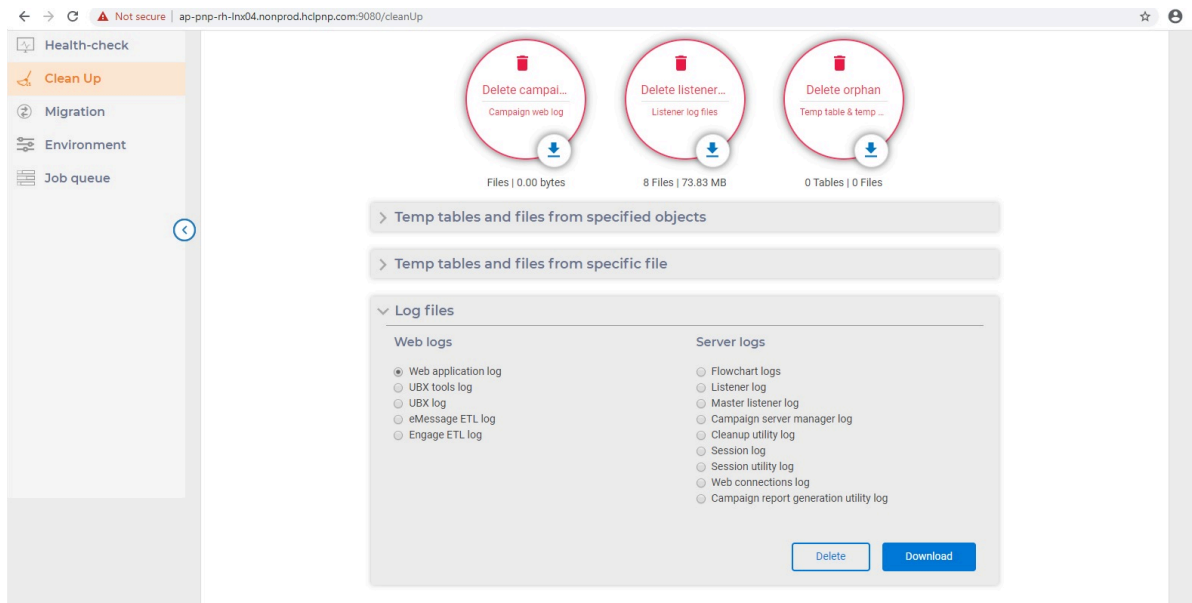 Not secure | ap-pnp-rh-lnx04.nonprod.hclpnp.com:9080/cleanUp
Health-check
Clean Up
Migration
Environment
Job queue
Delete campai...
Campaign web log
Files | 0.00 bytes
Delete listener...
Listener log files
8 Files | 73.83 MB
Delete orphan
Temp table & temp ...
0 Tables | 0 Files
Temp tables and files from specified objects
Temp tables and files from specific file
Log files
Web logs
Web application log
UBX tools log
UBX log
eMessage ETL log
Engage ETL log
Server logs
Flowchart logs
Listener log
Master listener log
Campaign server manager log
Cleanup utility log
Session log
Session utility log
Web connections log
Campaign report generation utility log
Delete
Download